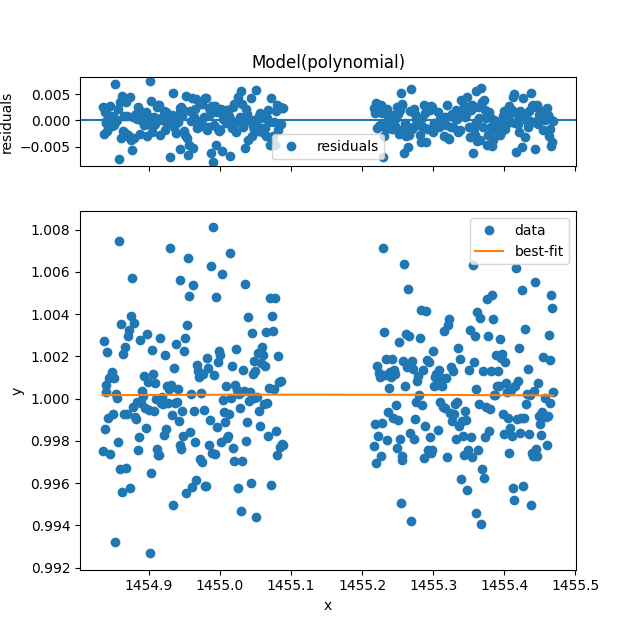 Model(polynomial)
residuals
0.005
0.000
−0.005
residuals
y
1.008
1.006
1.004
1.002
1.000
0.998
0.996
0.994
0.992
data
best-fit
1454.9
1455.0
1455.1
1455.2
1455.3
1455.4
1455.5
x